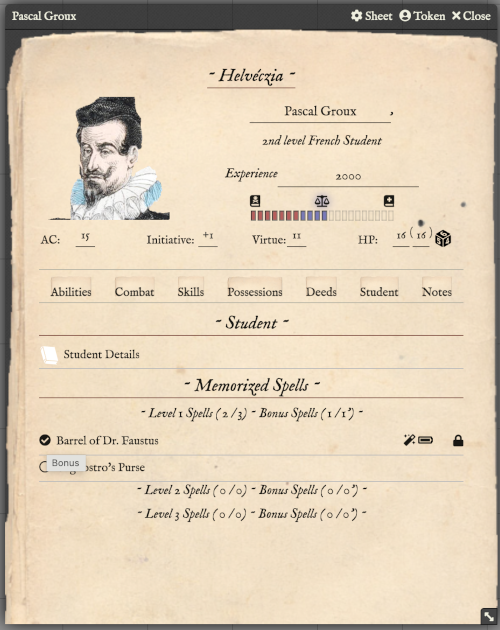 Pascal Groux Sheet Token Close
~ Helvéczia ~
Pascal Groux ,
2nd level French Student
Experience 2000
AC: 15 Initiative: +1 Virtue: 11 HP: 16 ( 16 )
Abilities Combat Skills Possessions Deeds Student Notes
~ Student ~
Student Details
~ Memorized Spells ~
~ Level 1 Spells ( 2 / 3 ) ~ Bonus Spells ( 1 / 1* ) ~
Barrel of Dr. Faustus
Bonus
ostro's Purse
~ Level 2 Spells ( 0 / 0 ) ~ Bonus Spells ( 0 / 0* ) ~
~ Level 3 Spells ( 0 / 0 ) ~ Bonus Spells ( 0 / 0* ) ~